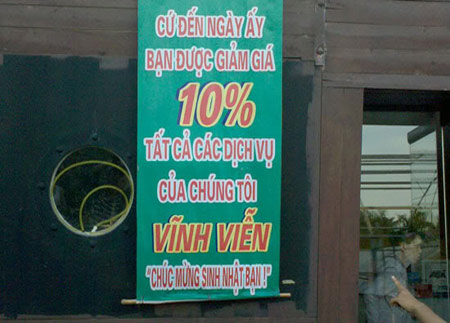 CỨ ĐẾN NGÀY ẤY
BẠN ĐƯỢC GIẢM GIÁ
10%
TẤT CẢ CÁC DỊCH VỤ
CỦA CHÚNG TÔI
VĨNH VIỄN
"CHÚC MỪNG SINH NHẬT BẠN !"